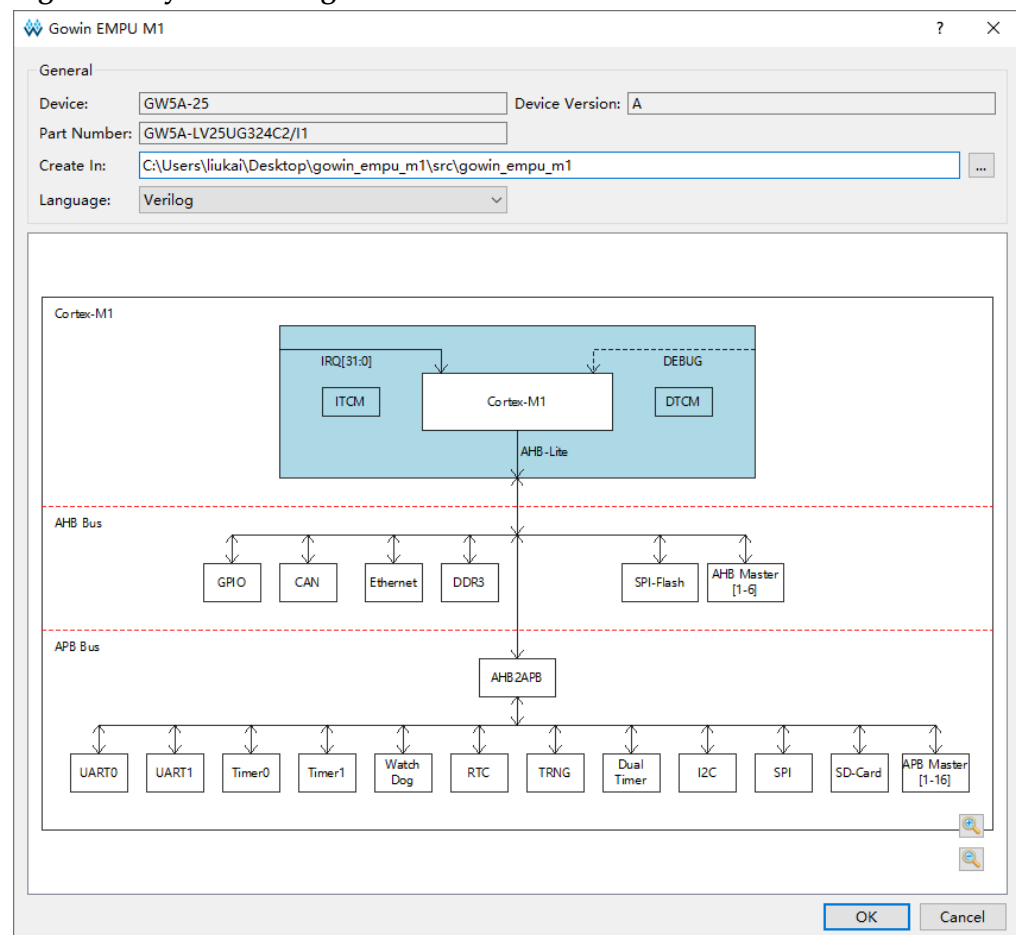 Gowin EMPU M1
?
General
Device: GW5A-25 Device Version: A
Part Number: GW5A-LV25UG324C2/I1
Create In: C:\Users\liukai\Desktop\gowin_empu_m1\src\gowin_empu_m1 ...
Language: Verilog
Cortex-M1
IRQ[31:0] DEBUG
ITCM Cortex-M1 DTCM
AHB-Lite
AHB Bus
GPIO CAN Ethernet DDR3 SPI-Flash AHB Master
[1-6]
APB Bus
AHB2APB
UART0 UART1 Timer0 Timer1 Watch
Dog RTC TRNG Dual
Timer I2C SPI SD-Card APB Master
[1-16]
OK Cancel